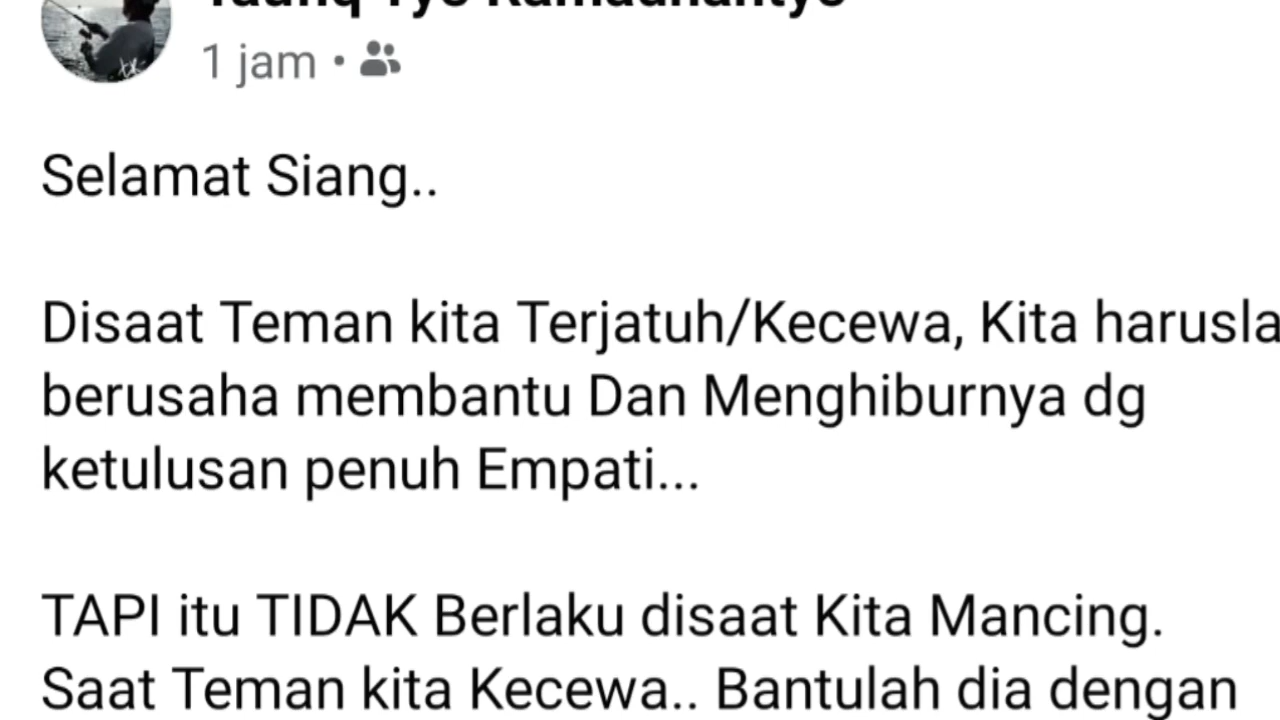 1 jam •
Selamat Siang..
Disaat Teman kita Terjatuh/Kecewa, Kita harusla
berusaha membantu Dan Menghiburnya dg
ketulusan penuh Empati...
TAPI itu TIDAK Berlaku disaat Kita Mancing.
Saat Teman kita Kecewa.. Bantulah dia dengan